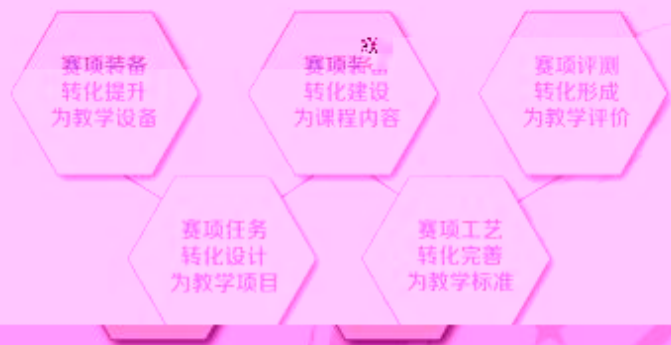 赛项装备
转化提升
为教学设备
赛项装
转化建设
为课程内容
赛项评测
转化形成
为教学评价
赛项任务
转化设计
为教学项目
赛项工艺
转化完善
为教学标准